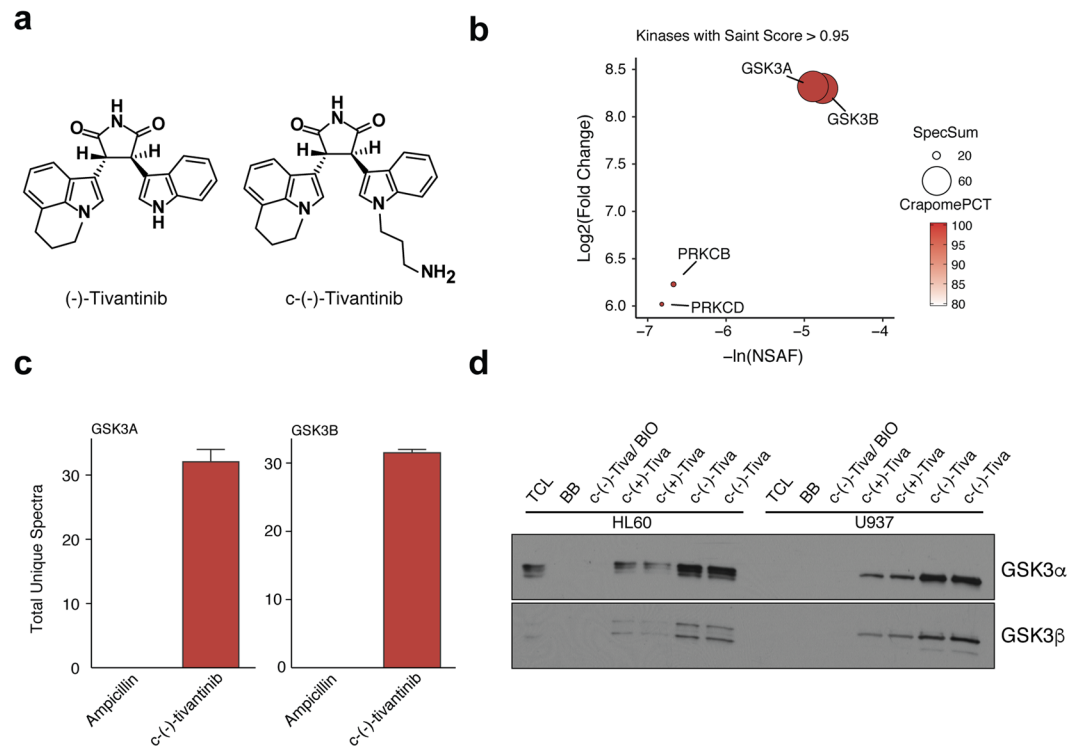 a
H
O N O
H H
N
N
H
(-)-Tivantinib
H
O N O
H H
N
N
NH2
c-(-)-Tivantinib
b
Kinases with Saint Score > 0.95
Log2(Fold Change)
8.5
8.0
7.5
7.0
6.5
6.0
GSK3A
GSK3B
PRKCB
PRKCD
−7 −6 −5 −4
−ln(NSAF)
SpecSum
20
60
CrapomePCT
100
95
90
85
80
c
Total Unique Spectra
GSK3A
30
20
10
0
Ampicillin
c-(-)-tivantinib
GSK3B
30
20
10
0
Ampicillin
c-(-)-tivantinib
d
TCL
BB
c-(-)-Tiva/ BIO
c-(+)-Tiva
c-(+)-Tiva
c-(-)-Tiva
c-(-)-Tiva
TCL
BB
c-(-)-Tiva/ BIO
c-(+)-Tiva
c-(+)-Tiva
c-(-)-Tiva
c-(-)-Tiva
HL60 U937
GSK3α
GSK3β